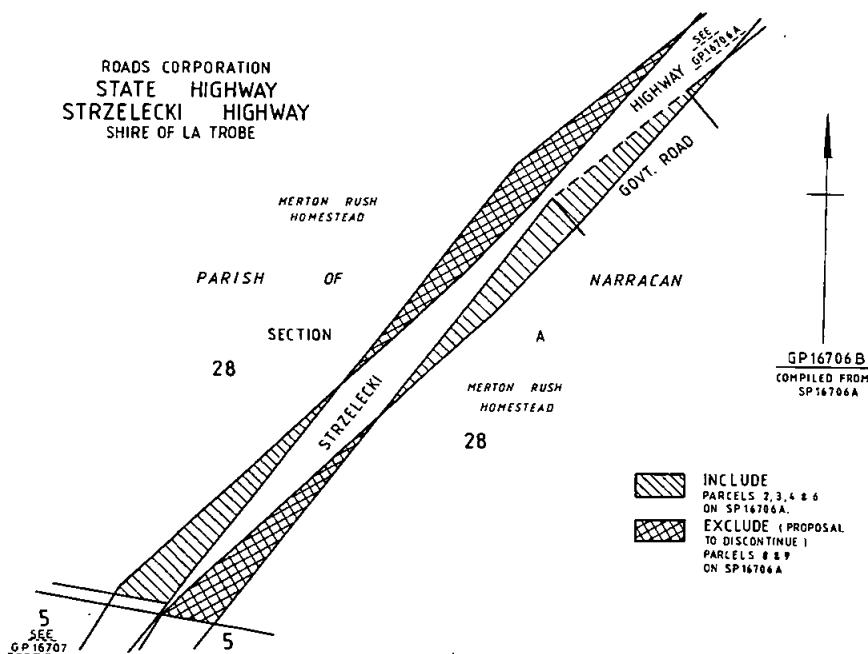 ROADS CORPORATION
STATE HIGHWAY
STRZELECKI HIGHWAY
SHIRE OF LA TROBE
SEE
GP16706A
HIGHWAY
GOVT. ROAD
MERTON RUSH
HOMESTEAD
PARISH OF
NARRACAN
SECTION
A
28
STRZELECKI
MERTON RUSH
HOMESTEAD
28
GP16706B
COMPILED FROM
SP16706A
INCLUDE
PARCELS 2,3,4 & 6
ON SP16706A.
EXCLUDE (PROPOSAL
TO DISCONTINUE)
PARCELS 8 & 9
ON SP16706A
5
SEE
GP16707
5